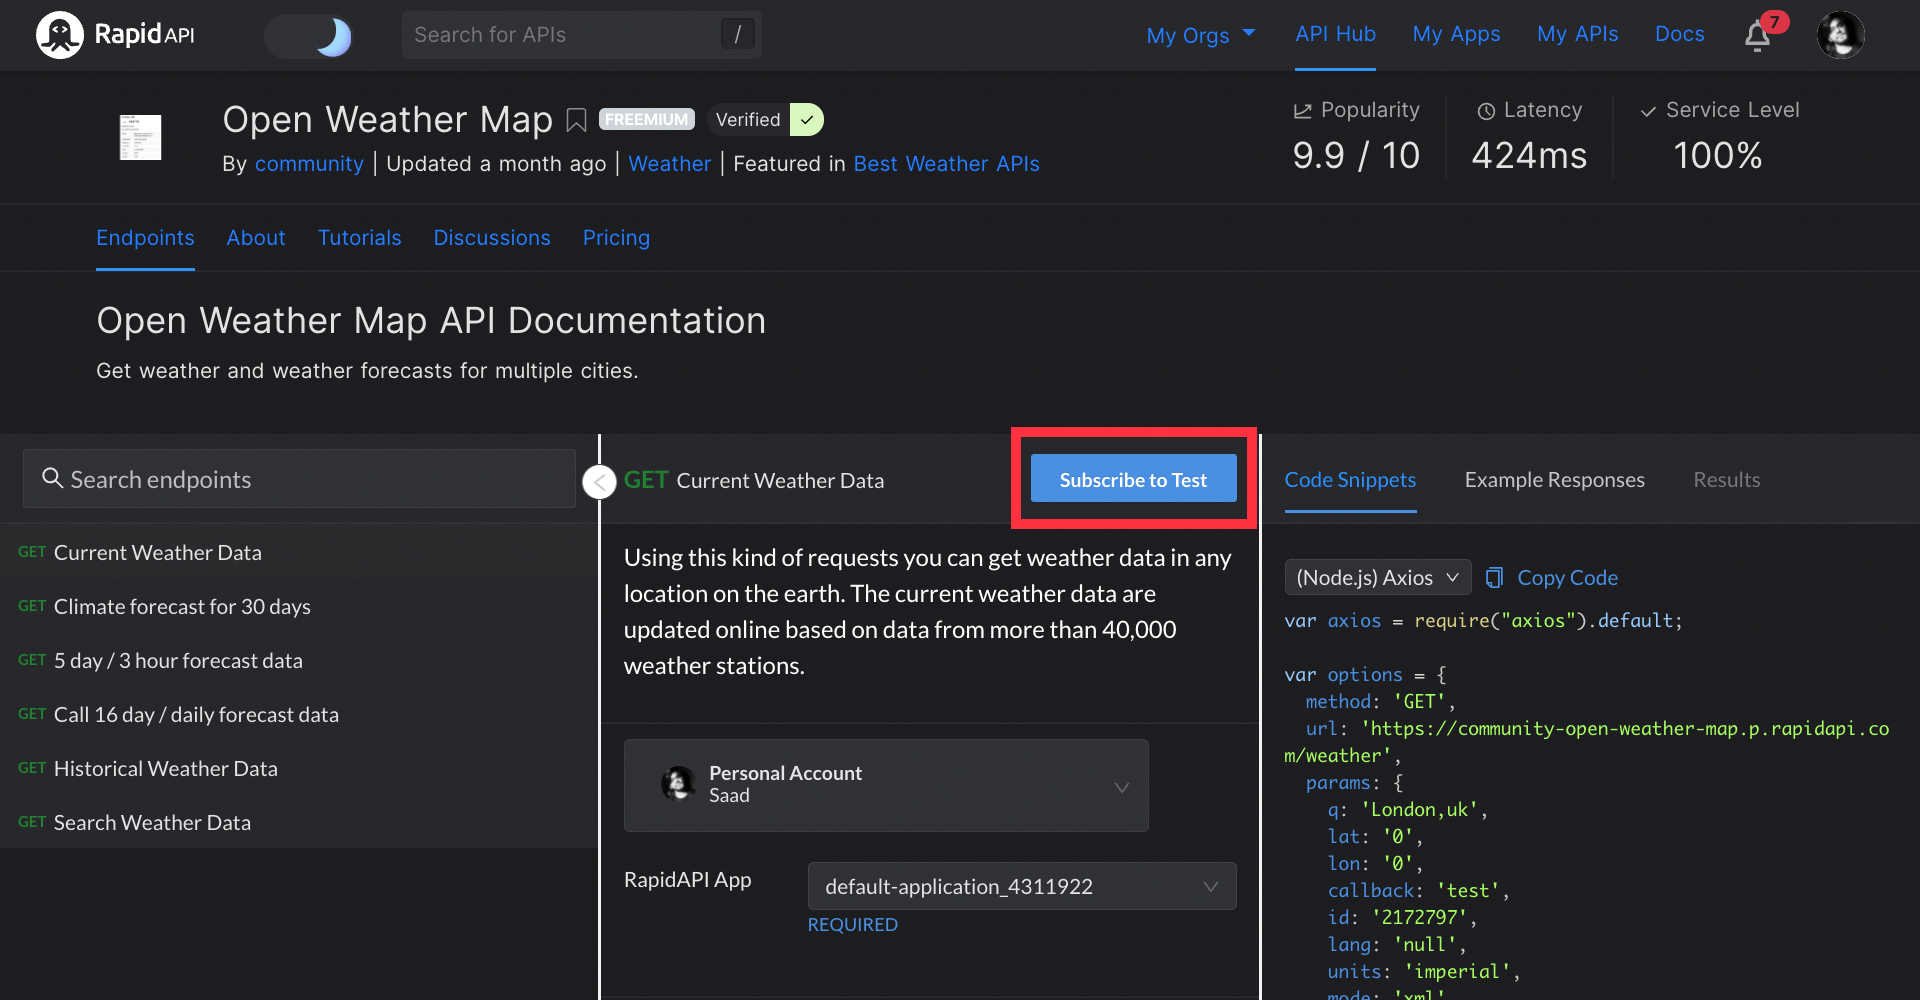 RapidAPI
Search for APIs
/
My Orgs
API Hub
My Apps
My APIs
Docs
7
Open Weather Map
FREEMIUM
Verified
By community | Updated a month ago | Weather | Featured in Best Weather APIs
Popularity
9.9 / 10
Latency
424ms
Service Level
100%
Endpoints
About
Tutorials
Discussions
Pricing
Open Weather Map API Documentation
Get weather and weather forecasts for multiple cities.
Search endpoints
GET Current Weather Data
GET Climate forecast for 30 days
GET 5 day / 3 hour forecast data
GET Call 16 day / daily forecast data
GET Historical Weather Data
GET Search Weather Data
GET Current Weather Data
Subscribe to Test
Using this kind of requests you can get weather data in any
location on the earth. The current weather data are
updated online based on data from more than 40,000
weather stations.
Personal Account
Saad
RapidAPI App
default-application_4311922
REQUIRED
Code Snippets
Example Responses
Results
(Node.js) Axios
Copy Code
var axios = require("axios").default;
var options = {
method: 'GET',
url: 'https://community-open-weather-map.p.rapidapi.co
m/weather',
params: {
q: 'London,uk',
lat: '0',
lon: '0',
callback: 'test',
id: '2172797',
lang: 'null',
units: 'imperial',
mode: 'xml'